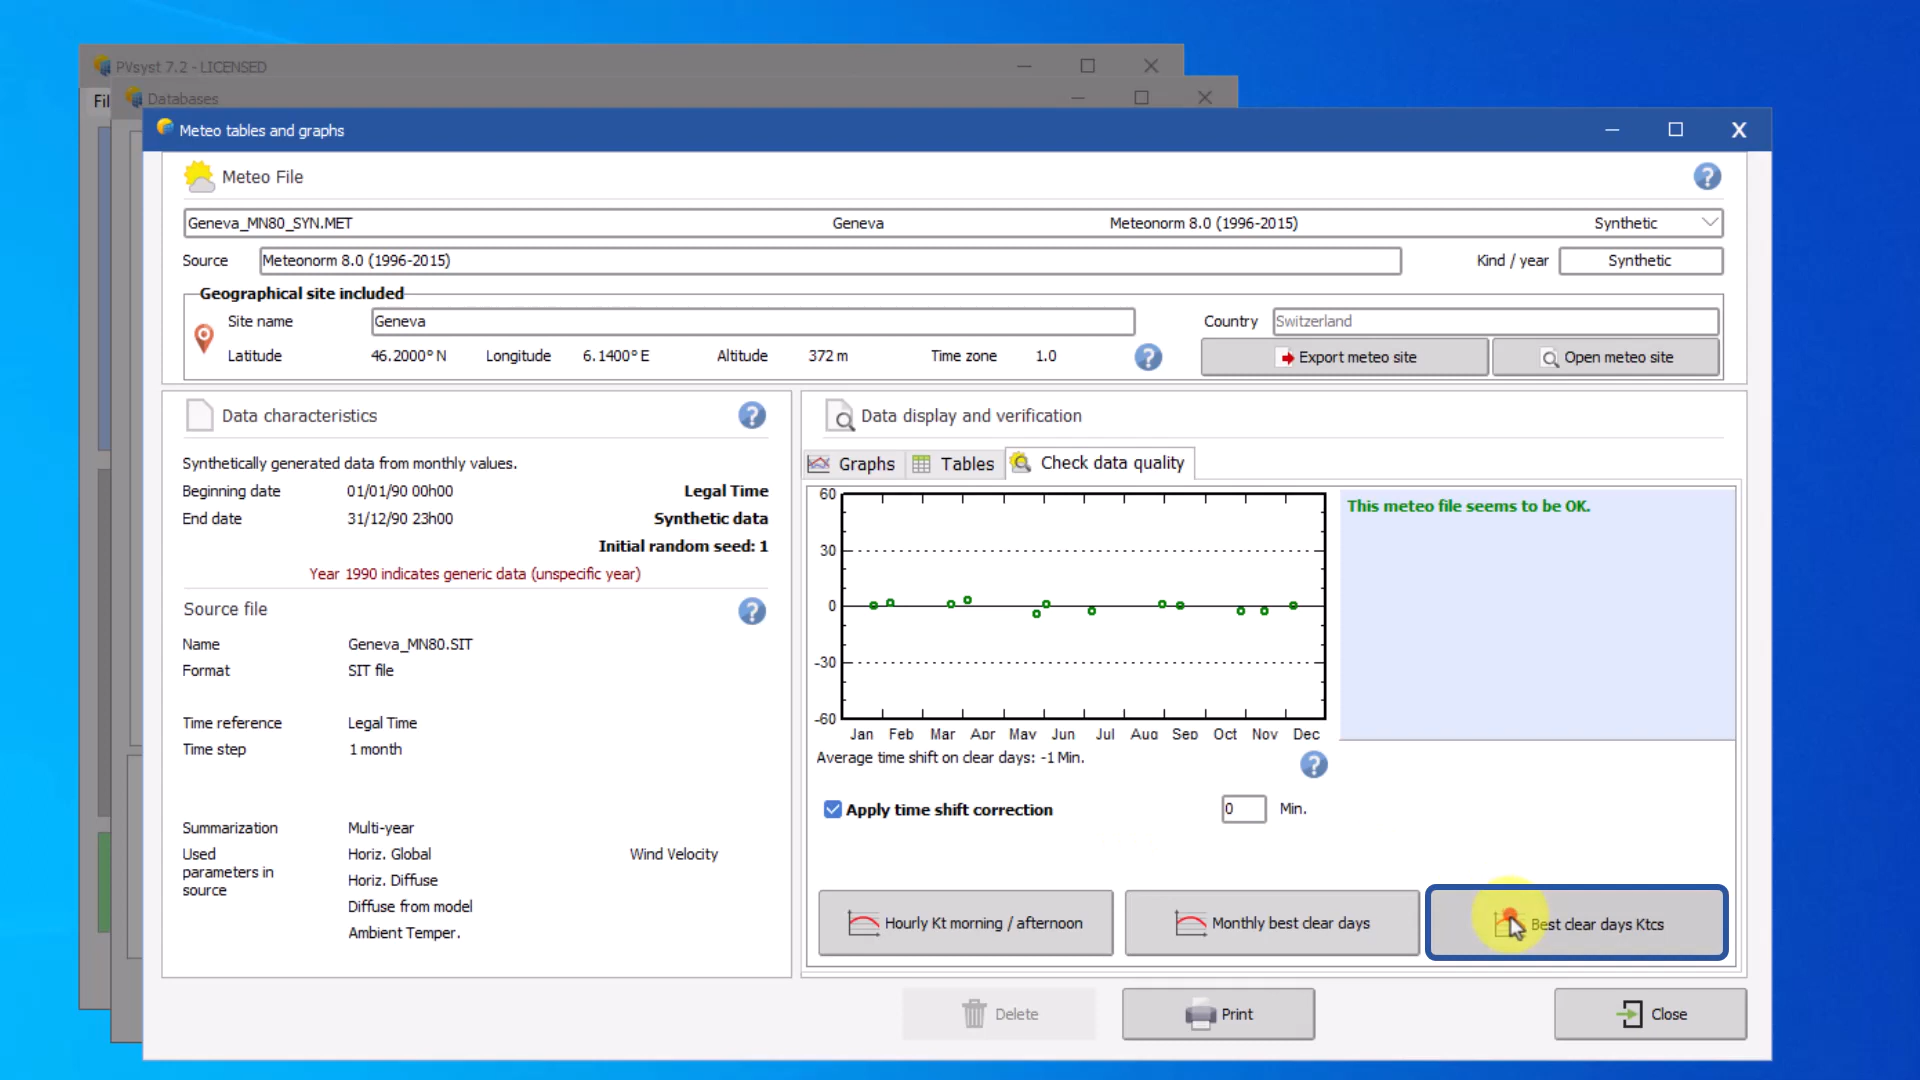 PVsyst 7.2 - LICENSED
Fil
Databases
Meteo tables and graphs
Meteo File
Geneva_MN80_SYN.MET Geneva Meteonorm 8.0 (1996-2015) Synthetic
Source Meteonorm 8.0 (1996-2015) Kind / year Synthetic
Geographical site included
Site name Geneva Country Switzerland
Latitude 46.2000° N Longitude 6.1400° E Altitude 372 m Time zone 1.0
Export meteo site
Open meteo site
Data characteristics
Synthetically generated data from monthly values.
Beginning date 01/01/90 00h00 Legal Time
End date 31/12/90 23h00 Synthetic data
Initial random seed: 1
Year 1990 indicates generic data (unspecific year)
Source file
Name Geneva_MN80.SIT
Format SIT file
Time reference Legal Time
Time step 1 month
Summarization Multi-year
Used parameters in source
Horiz. Global Wind Velocity
Horiz. Diffuse
Diffuse from model
Ambient Temper.
Data display and verification
Graphs Tables Check data quality
60
30
0
-30
-60
Jan Feb Mar Apr May Jun Jul Aug Sep Oct Nov Dec
This meteo file seems to be OK.
Average time shift on clear days: -1 Min.
Apply time shift correction 0 Min.
Hourly Kt morning / afternoon
Monthly best clear days
Best clear days Ktcs
Delete
Print
Close